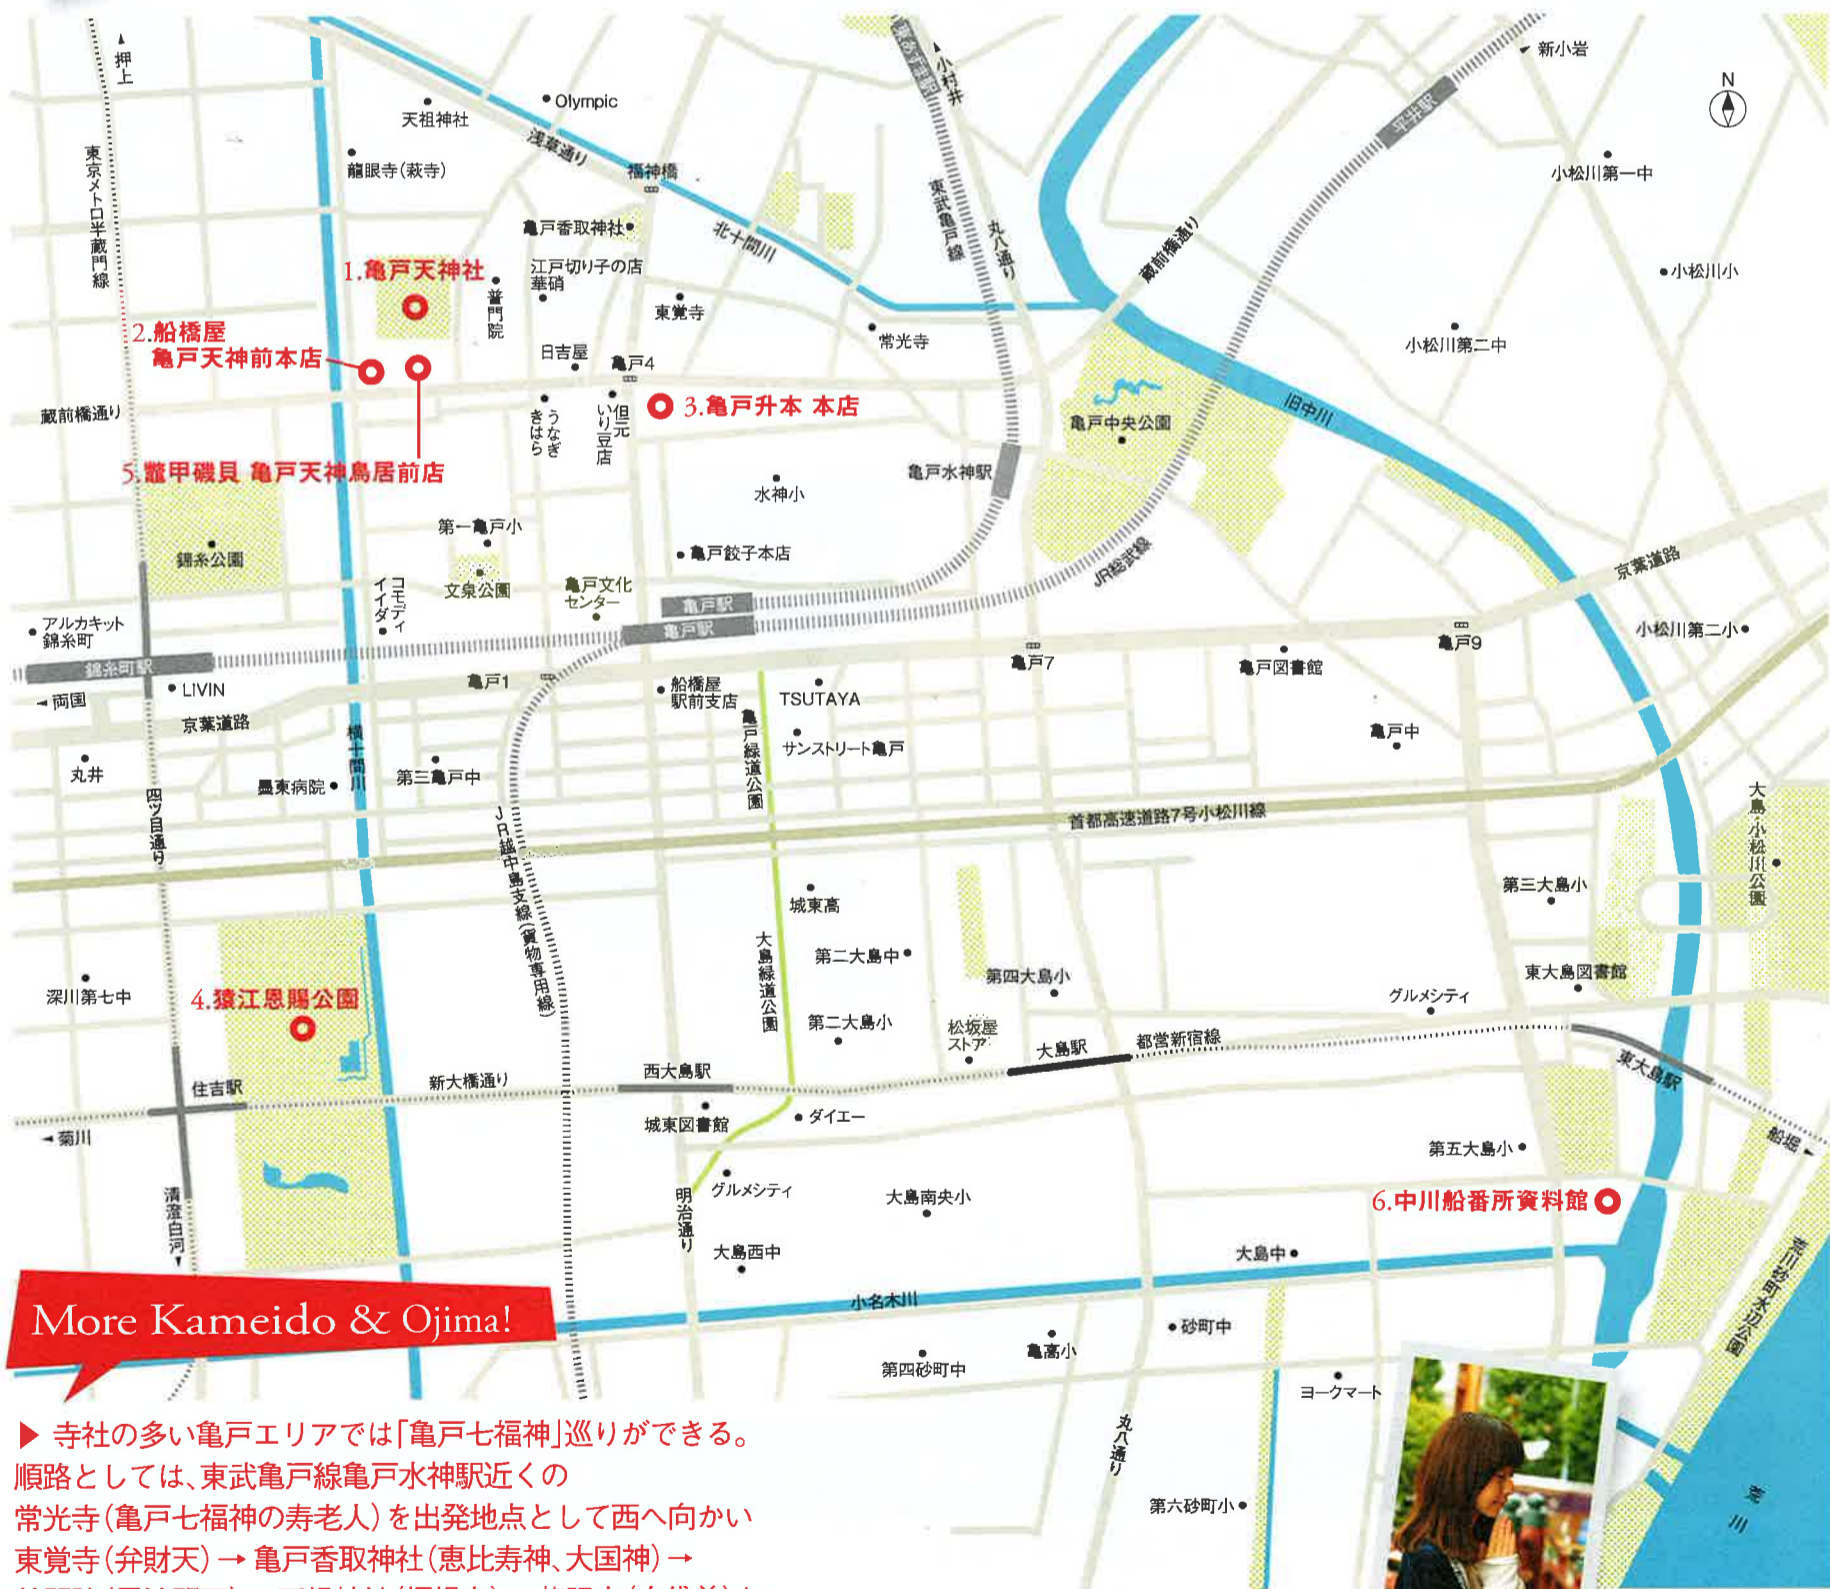 押上
東京メトロ半蔵門線
天祖神社
Olympic
浅草通り
龍眼寺(萩寺)
福神橋
亀戸香取神社
北十間川
東あずま駅
小村井
東武亀戸線
丸八通り
平井駅
新小岩
N
小松川第一中
小松川小
蔵前橋通り
小松川第二中
1.亀戸天神社
普門院
江戸切り子の店
華硝
東覚寺
常光寺
2.船橋屋
亀戸天神前本店
日吉屋
亀戸4
蔵前橋通り
うなぎ
きはら
但元
いり豆店
3.亀戸升本 本店
亀戸中央公園
旧中川
5.鼈甲磯貝 亀戸天神鳥居前店
亀戸水神駅
水神小
錦糸公園
第一亀戸小
文泉公園
亀戸餃子本店
JR総武線
京葉道路
コモディ
イイダ
亀戸文化
センター
亀戸駅
亀戸駅
アルカキット
錦糸町
錦糸町駅
両国
LIVIN
京葉道路
亀戸1
船橋屋
駅前支店
TSUTAYA
亀戸7
亀戸図書館
亀戸9
小松川第二小
亀戸緑道公園
サンストリート亀戸
亀戸中
丸井
墨東病院
横十間川
第三亀戸中
四ツ目通り
JR越中島支線(貨物専用線)
首都高速道路7号小松川線
大島小松川公園
第三大島小
城東高
第二大島中
大島緑道公園
第四大島小
東大島図書館
深川第七中
4.猿江恩賜公園
グルメシティ
第二大島小
松坂屋
ストア
大島駅
都営新宿線
東大島駅
住吉駅
新大橋通り
西大島駅
城東図書館
ダイエー
菊川
船堀
第五大島小
清澄白河
明治通り
グルメシティ
大島南央小
6.中川船番所資料館
大島西中
大島中
荒川砂町水辺公園
小名木川
More Kameido & Ojima!
第四砂町中
亀高小
砂町中
ヨークマート
丸八通り
第六砂町小
荒川
▶ 寺社の多い亀戸エリアでは「亀戸七福神」巡りができる。
順路としては、東武亀戸線亀戸水神駅近くの
常光寺(亀戸七福神の寿老人)を出発地点として西へ向かい
東覚寺(弁財天)→亀戸香取神社(恵比寿神、大国神)→